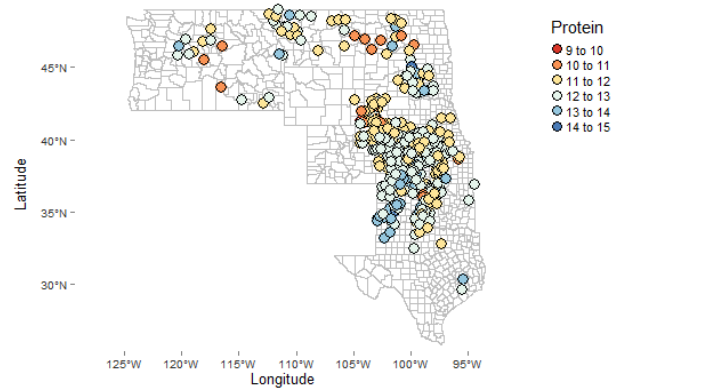 Protein
9 to 10
10 to 11
11 to 12
12 to 13
13 to 14
14 to 15
45°N
40°N
35°N
30°N
Latitude
125°W 120°W 115°W 110°W 105°W 100°W 95°W
Longitude